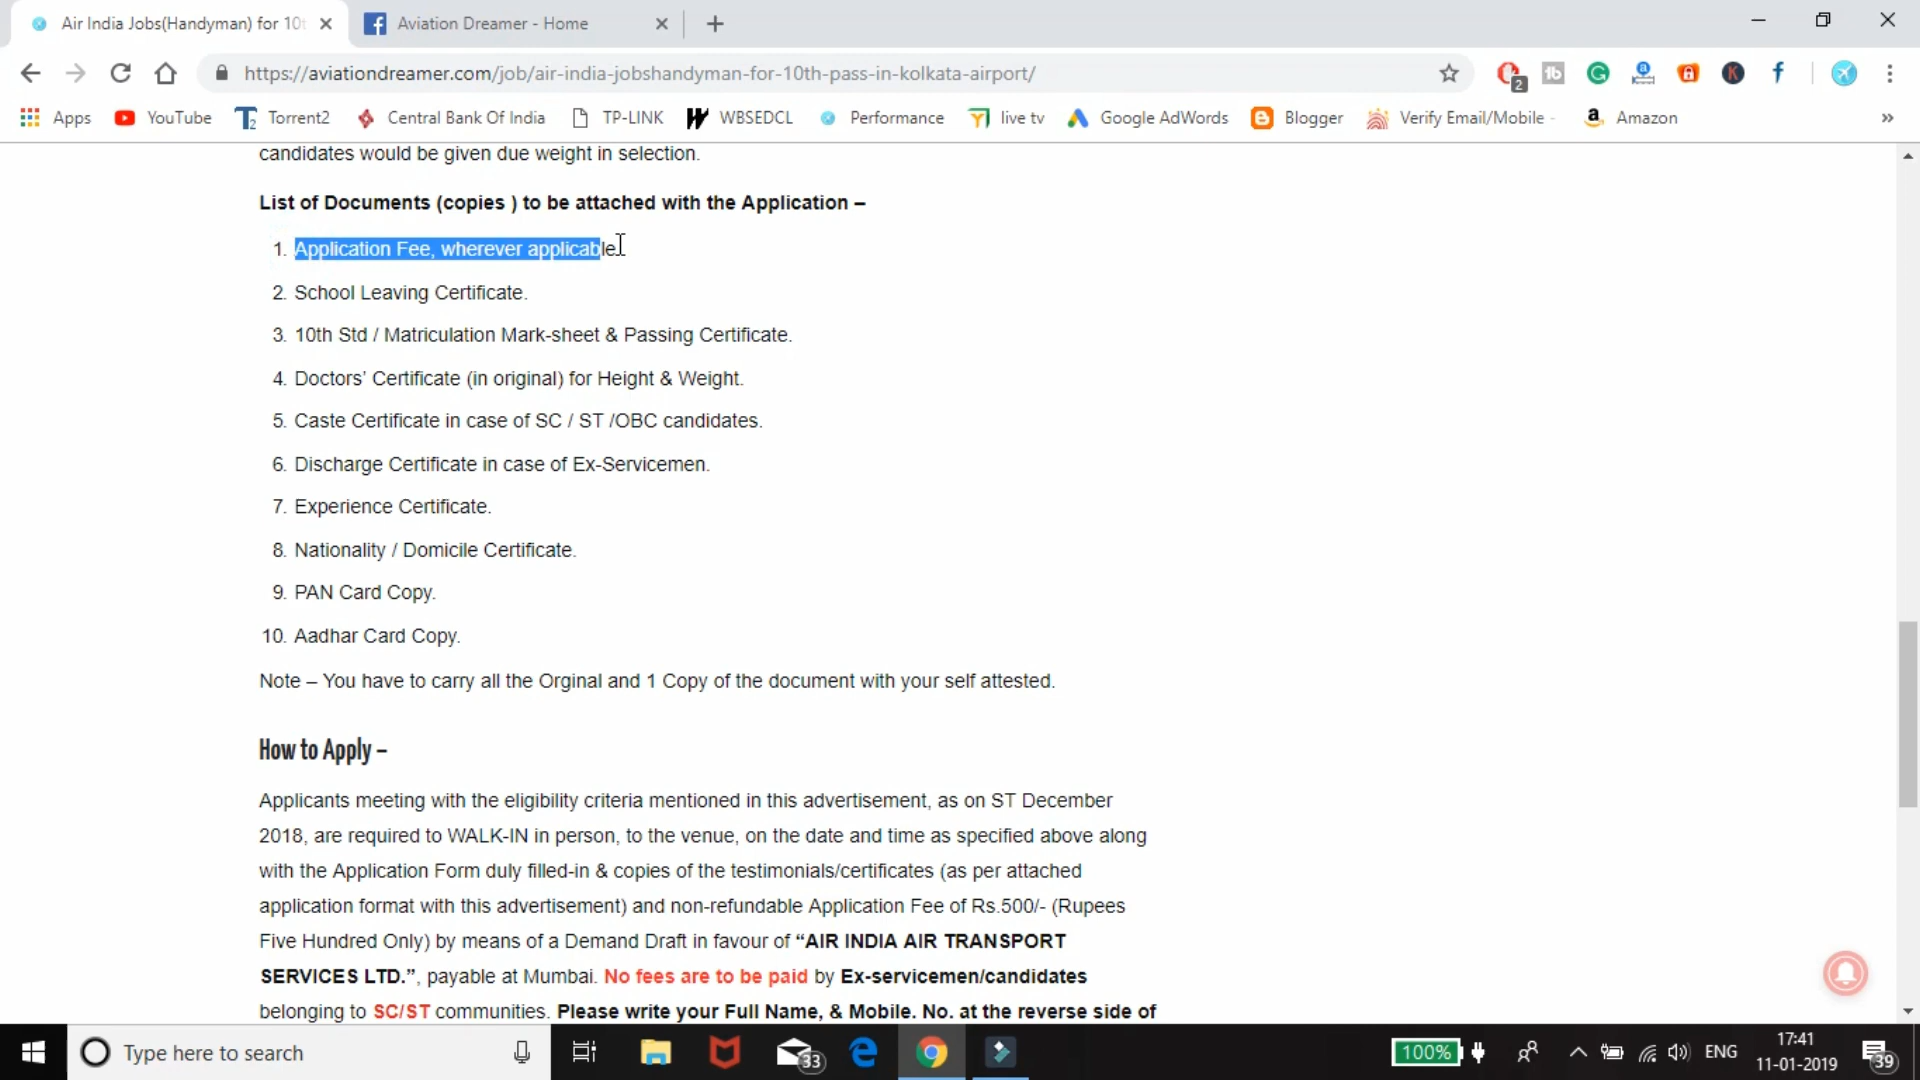 Air India Jobs(Handyman) for 10t
Aviation Dreamer - Home
https://aviationdreamer.com/job/air-india-jobshandyman-for-10th-pass-in-kolkata-airport/
2
Apps
YouTube
Torrent2
Central Bank Of India
TP-LINK
WBSEDCL
Performance
live tv
Google AdWords
Blogger
Verify Email/Mobile -
Amazon
»
candidates would be given due weight in selection.
List of Documents (copies ) to be attached with the Application –
1. Application Fee, wherever applicable.
2. School Leaving Certificate.
3. 10th Std / Matriculation Mark-sheet & Passing Certificate.
4. Doctors’ Certificate (in original) for Height & Weight.
5. Caste Certificate in case of SC / ST /OBC candidates.
6. Discharge Certificate in case of Ex-Servicemen.
7. Experience Certificate.
8. Nationality / Domicile Certificate.
9. PAN Card Copy.
10. Aadhar Card Copy.
Note – You have to carry all the Orginal and 1 Copy of the document with your self attested.
How to Apply –
Applicants meeting with the eligibility criteria mentioned in this advertisement, as on ST December
2018, are required to WALK-IN in person, to the venue, on the date and time as specified above along
with the Application Form duly filled-in & copies of the testimonials/certificates (as per attached
application format with this advertisement) and non-refundable Application Fee of Rs.500/- (Rupees
Five Hundred Only) by means of a Demand Draft in favour of “AIR INDIA AIR TRANSPORT
SERVICES LTD.”, payable at Mumbai. No fees are to be paid by Ex-servicemen/candidates
belonging to SC/ST communities. Please write your Full Name, & Mobile. No. at the reverse side of
Type here to search
33
100%
ENG
17:41
11-01-2019
39